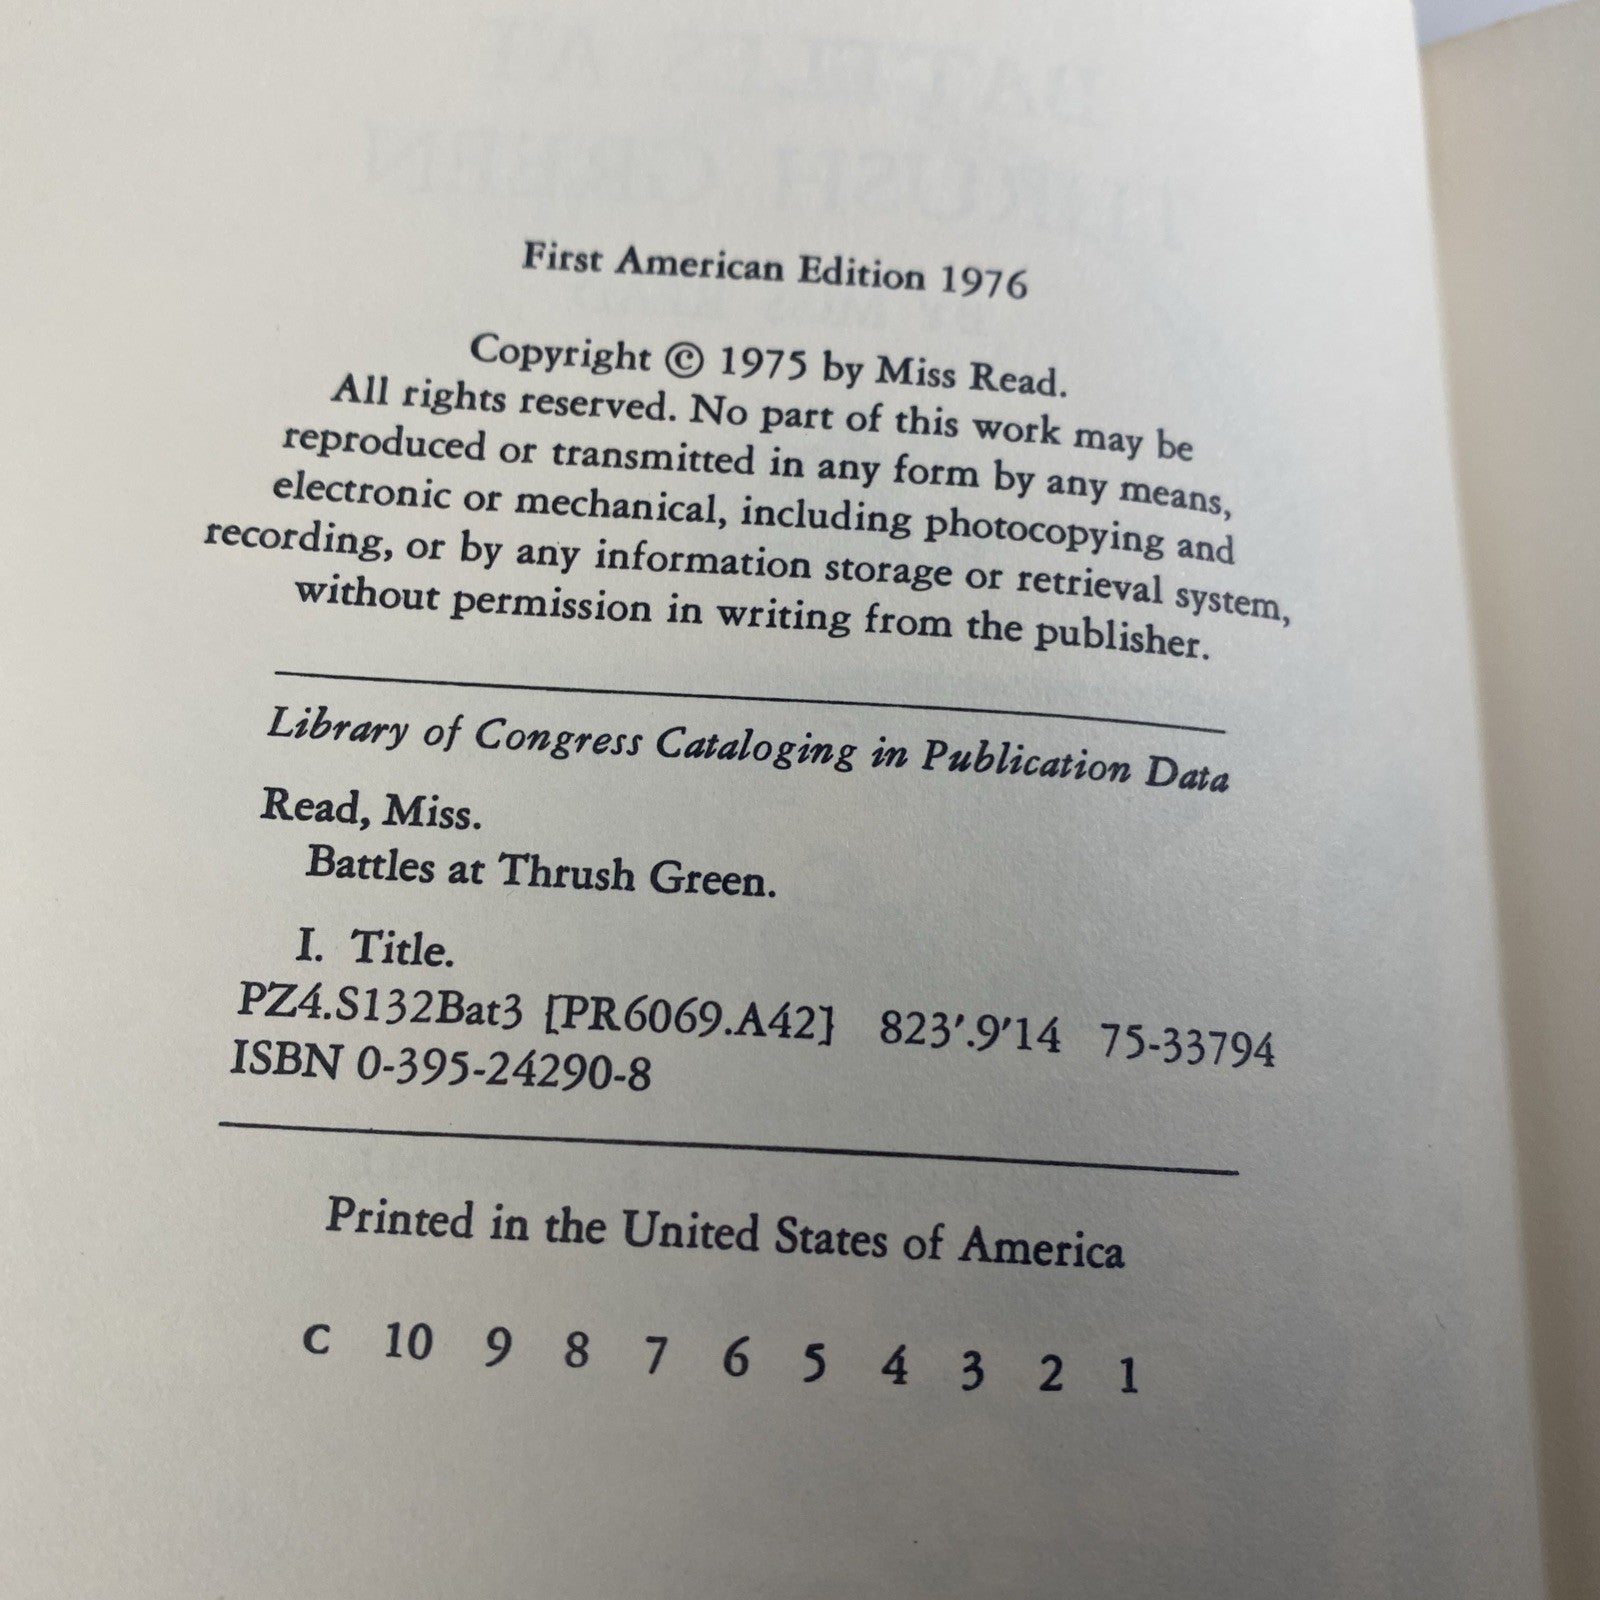 First American Edition 1976
Copyright © 1975 by Miss Read.
All rights reserved. No part of this work may be
reproduced or transmitted in any form by any means,
electronic or mechanical, including photocopying and
recording, or by any information storage or retrieval system,
without permission in writing from the publisher.
Library of Congress Cataloging in Publication Data
Read, Miss.
Battles at Thrush Green.
I. Title.
PZ4.S132Bat3 [PR6069.A42] 823'.9'14 75-33794
ISBN 0-395-24290-8
Printed in the United States of America
C 10 9 8 7 6 5 4 3 2 1